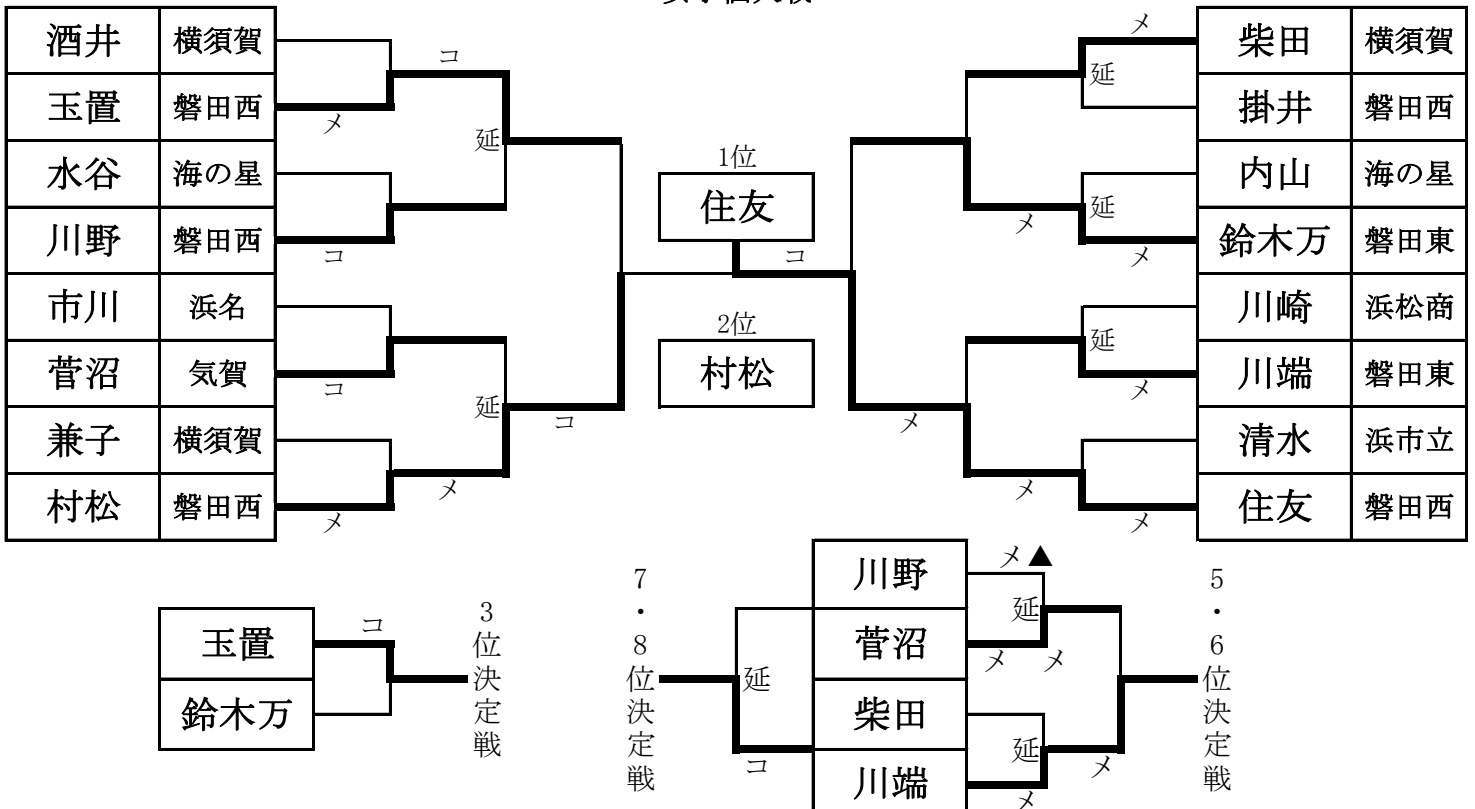 酒井 横須賀
玉置 磐田西
水谷 海の星
川野 磐田西
市川 浜名
菅沼 気賀
兼子 横須賀
村松 磐田西
メ
コ
コ
メ
コ
延
メ
延
コ
1位
住友
コ
2位
村松
メ
延
メ
延
メ
延
メ
メ
メ
メ
柴田 横須賀
掛井 磐田西
内山 海の星
鈴木万 磐田東
川崎 浜松商
川端 磐田東
清水 浜市立
住友 磐田西
玉置
鈴木万
コ
3位決定戦
7・8位決定戦
延
コ
川野
菅沼
柴田
川端
メ▲
延
メ メ
延
メ
メ
5・6位決定戦